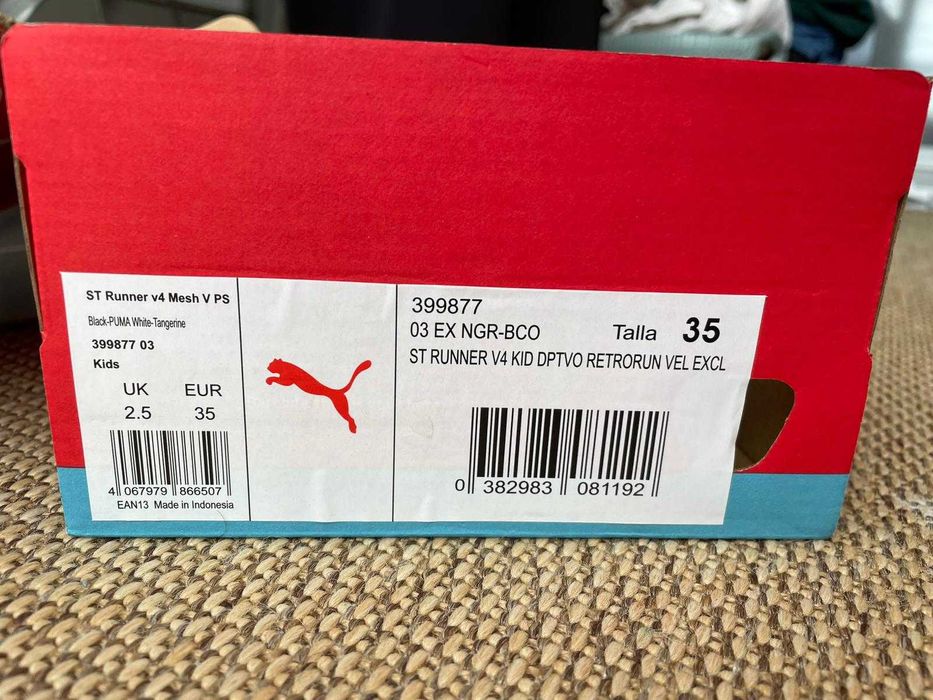 ST Runner v4 Mesh V PS
Black-PUMA White-Tangerine
399877 03
Kids
UK EUR
2.5 35
4 067979 866507
EAN13 Made in Indonesia
399877
03 EX NGR-BCO Talla 35
ST RUNNER V4 KID DPTVO RETRORUN VEL EXCL
0 382983 081192